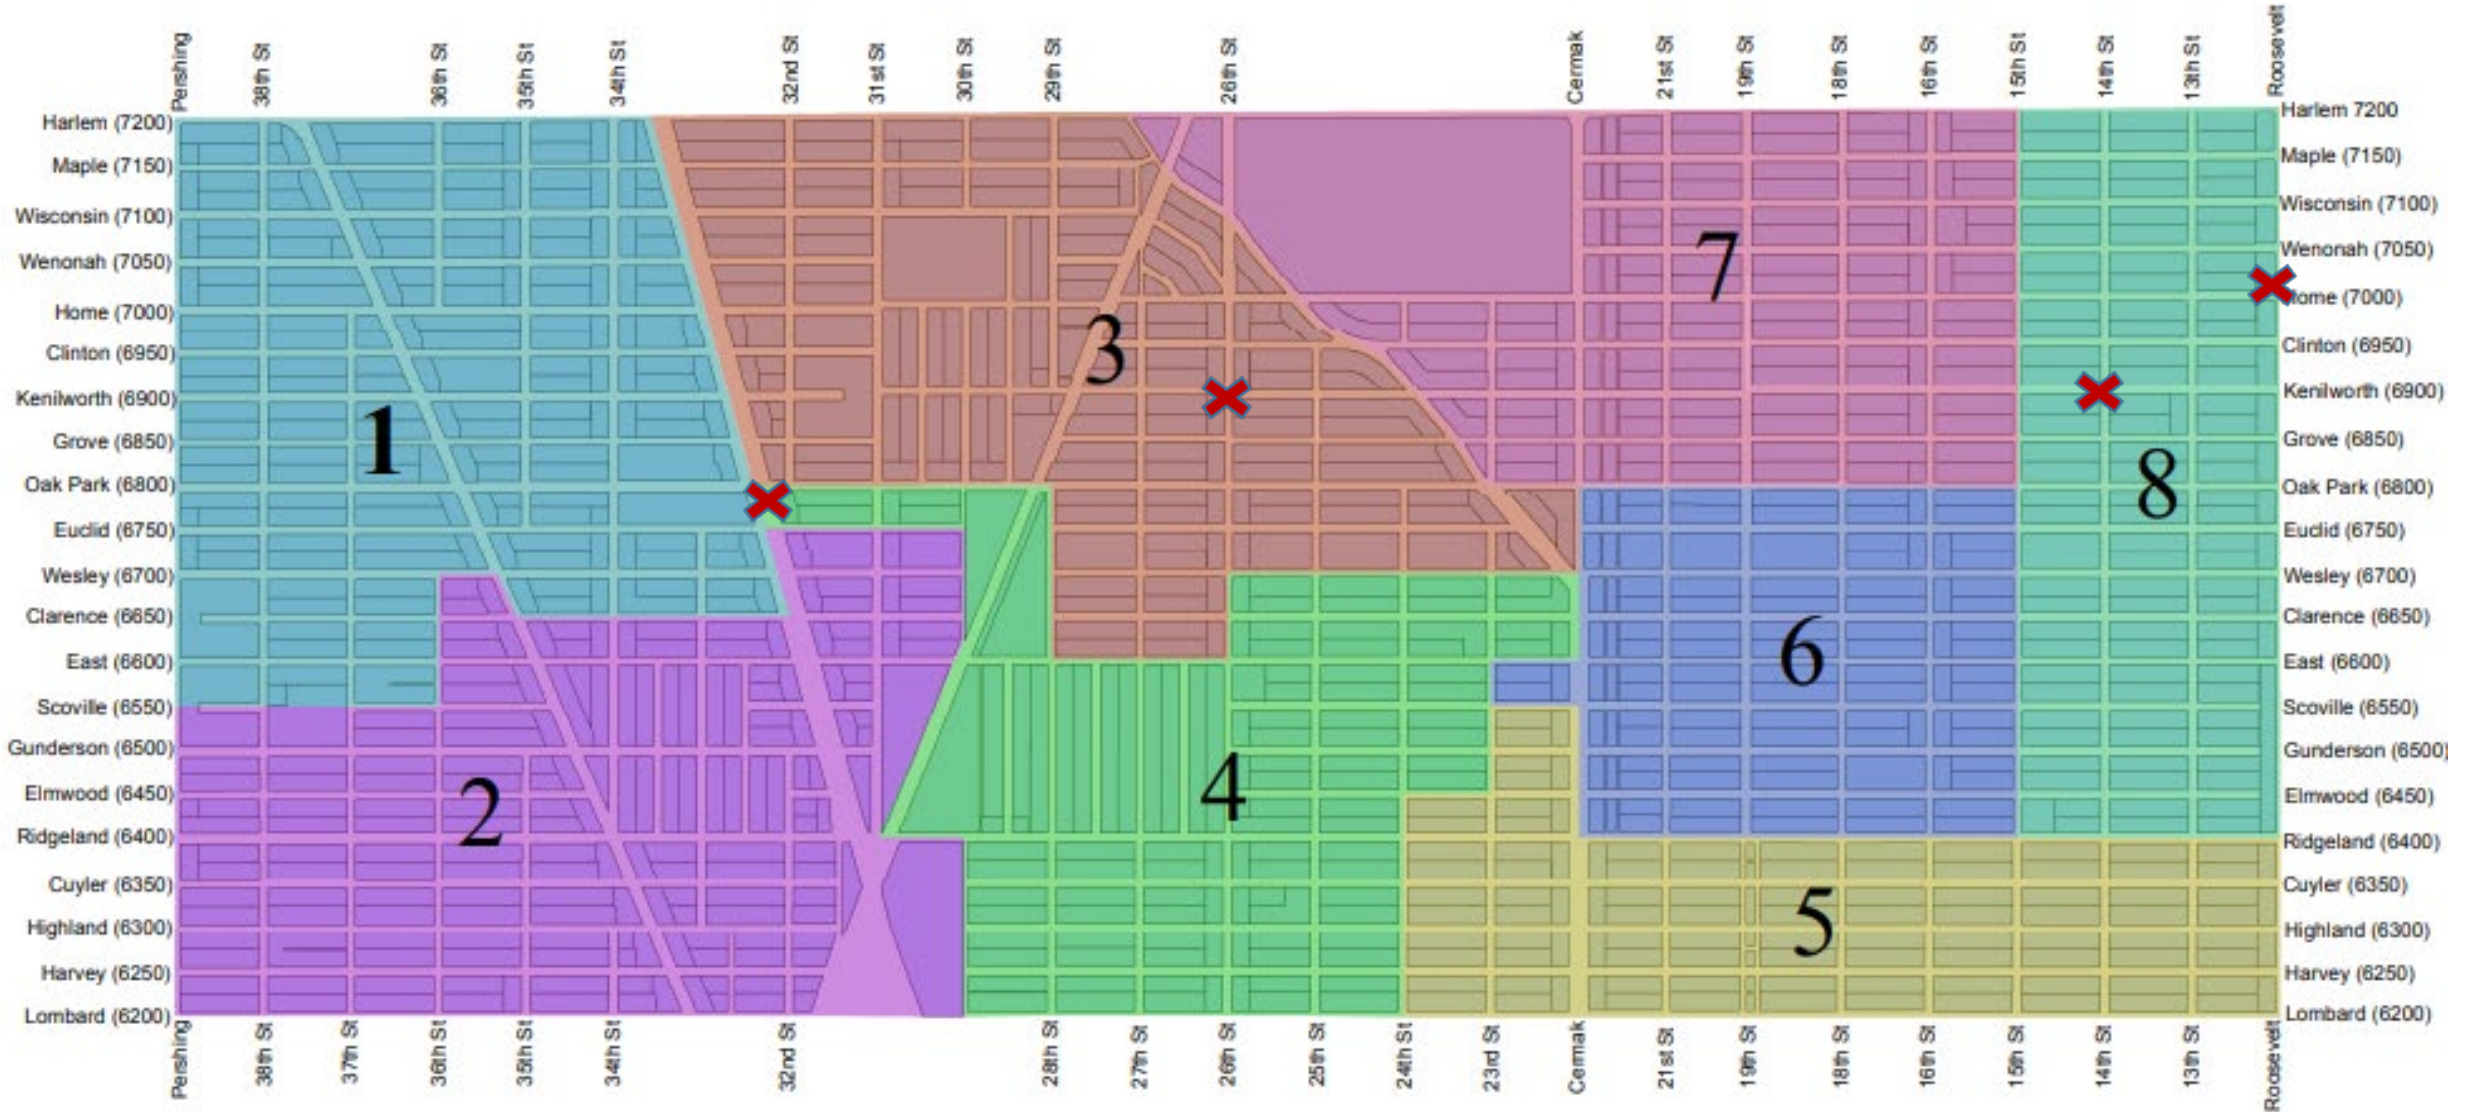 Pershing
38th St
36th St
35th St
34th St
32nd St
31st St
30th St
29th St
26th St
Cermak
21st St
19th St
18th St
16th St
15th St
14th St
13th St
Roosevelt
Harlem (7200)
Maple (7150)
Wisconsin (7100)
Wenonah (7050)
Home (7000)
Clinton (6950)
Kenilworth (6900)
Grove (6850)
Oak Park (6800)
Euclid (6750)
Wesley (6700)
Clarence (6650)
East (6600)
Scoville (6550)
Gunderson (6500)
Elmwood (6450)
Ridgeland (6400)
Cuyler (6350)
Highland (6300)
Harvey (6250)
Lombard (6200)
1
2
3
4
5
6
7
8
Harlem 7200
Maple (7150)
Wisconsin (7100)
Wenonah (7050)
ome (7000)
Clinton (6950)
Kenilworth (6900)
Grove (6850)
Oak Park (6800)
Euclid (6750)
Wesley (6700)
Clarence (6650)
East (6600)
Scoville (6550)
Gunderson (6500)
Elmwood (6450)
Ridgeland (6400)
Cuyler (6350)
Highland (6300)
Harvey (6250)
Lombard (6200)
Pershing
38th St
37th St
36th St
35th St
34th St
32nd St
28th St
27th St
26th St
25th St
24th St
23rd St
Cermak
21st St
19th St
18th St
16th St
15th St
14th St
13th St
Roosevelt